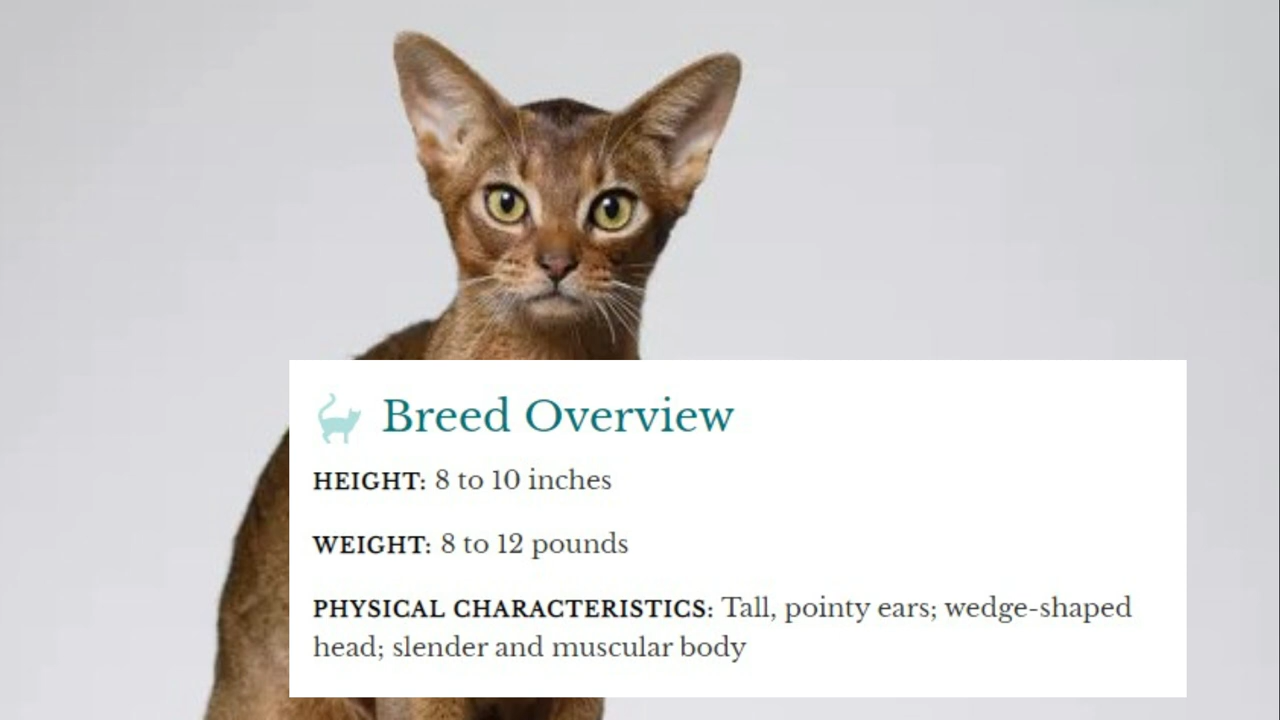 Breed Overview
HEIGHT: 8 to 10 inches
WEIGHT: 8 to 12 pounds
PHYSICAL CHARACTERISTICS: Tall, pointy ears; wedge-shaped
head; slender and muscular body